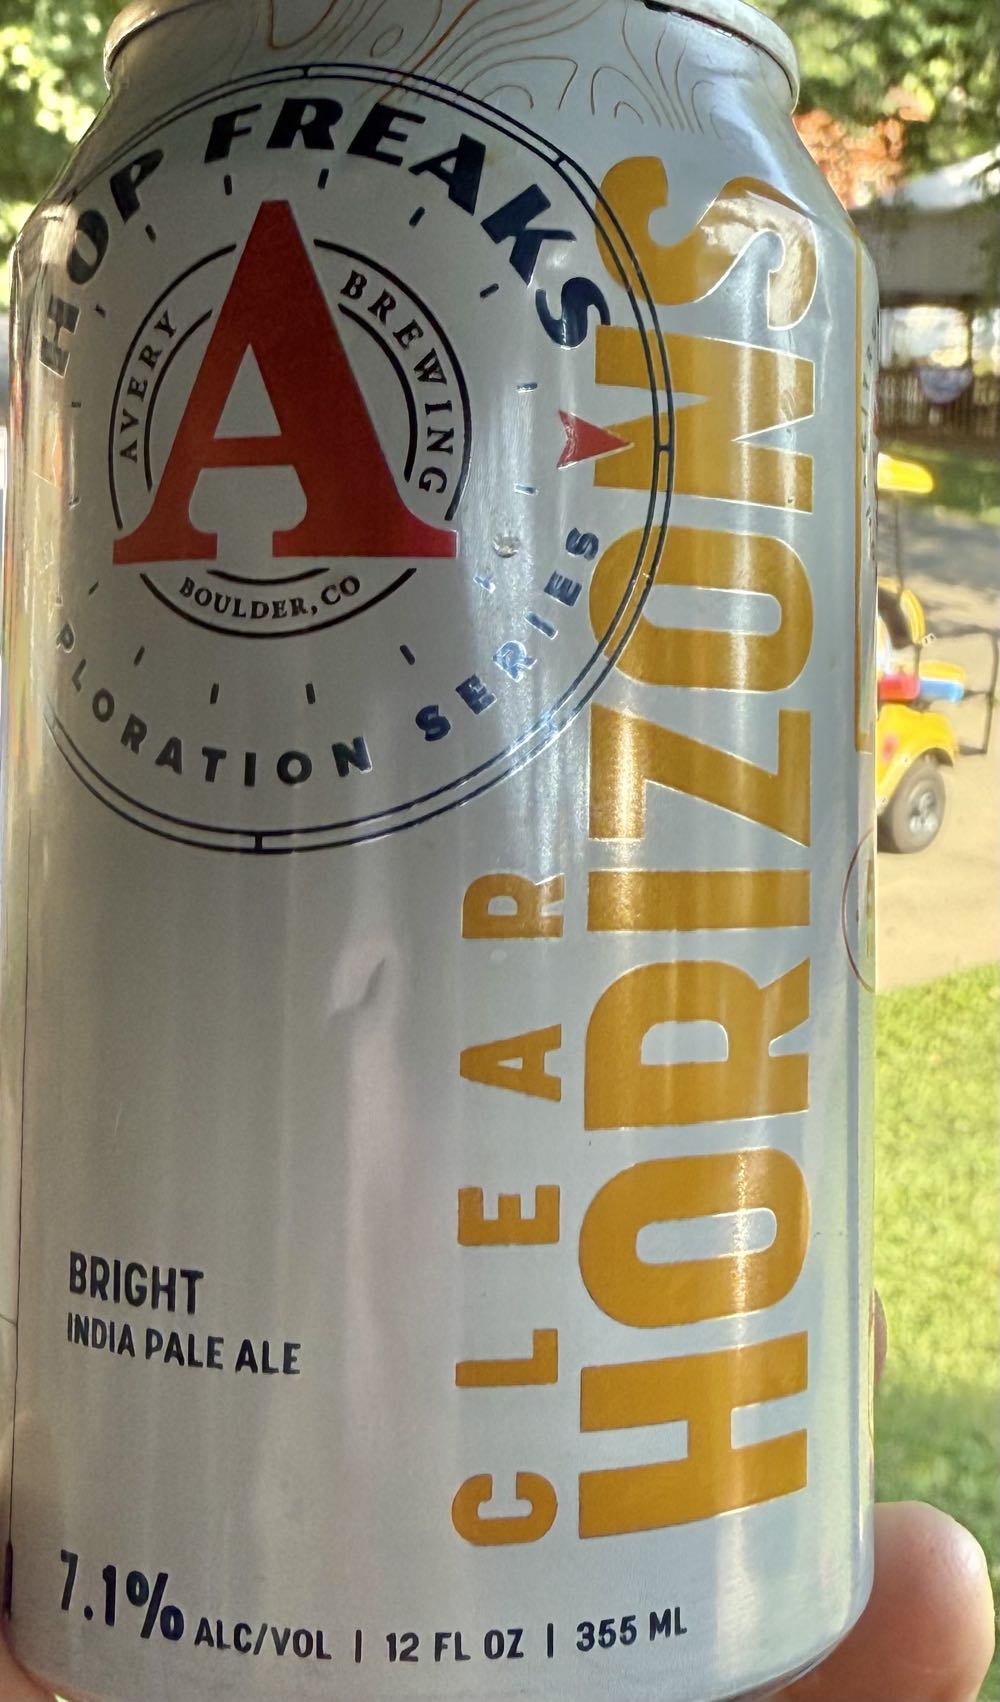 HOP FREAKS
AVERY BREWING
BOULDER, CO
PLORATION SERIES
CLEAR
HORIZONS
BRIGHT
INDIA PALE ALE
7.1% ALC/VOL | 12 FL OZ | 355 ML